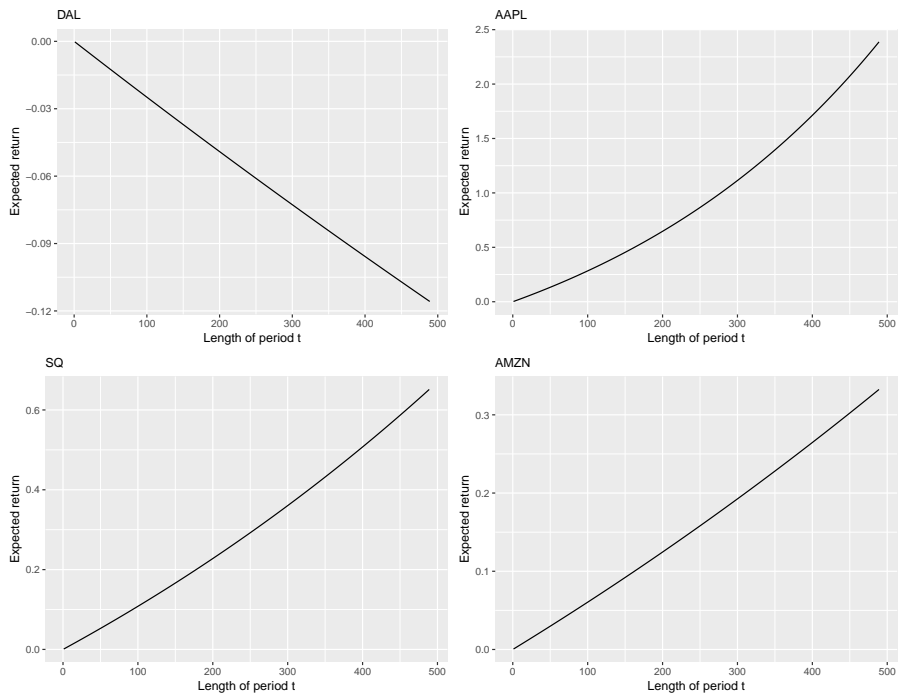 DAL
0.00
−0.03
−0.06
−0.09
−0.12
Expected return
0 100 200 300 400 500
Length of period t
AAPL
2.5
2.0
1.5
1.0
0.5
0.0
Expected return
0 100 200 300 400 500
Length of period t
SQ
0.6
0.4
0.2
0.0
Expected return
0 100 200 300 400 500
Length of period t
AMZN
0.3
0.2
0.1
0.0
Expected return
0 100 200 300 400 500
Length of period t